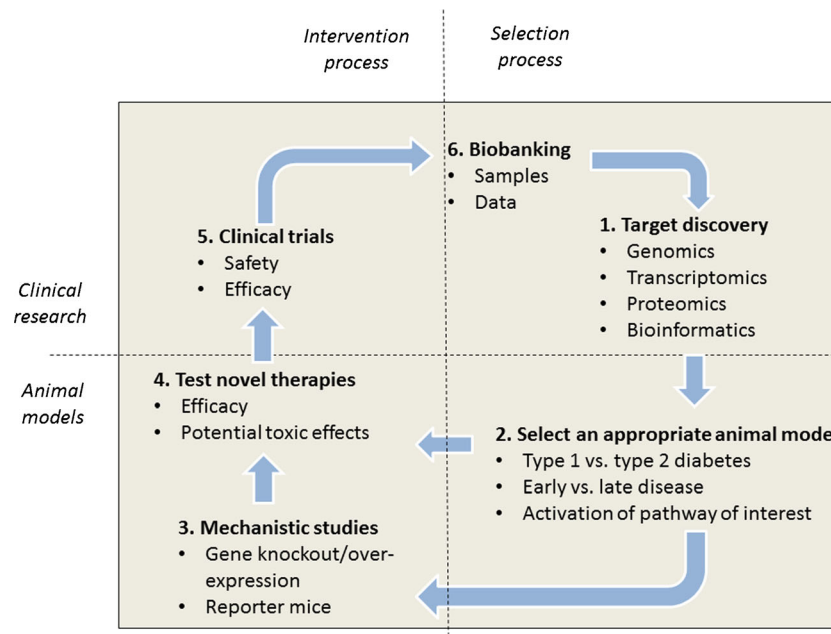 Intervention
process
Selection
process
6. Biobanking
• Samples
• Data
1. Target discovery
• Genomics
• Transcriptomics
• Proteomics
• Bioinformatics
5. Clinical trials
• Safety
• Efficacy
Clinical
research
Animal
models
4. Test novel therapies
• Efficacy
• Potential toxic effects
2. Select an appropriate animal mode
• Type 1 vs. type 2 diabetes
• Early vs. late disease
• Activation of pathway of interest
3. Mechanistic studies
• Gene knockout/over-
expression
• Reporter mice